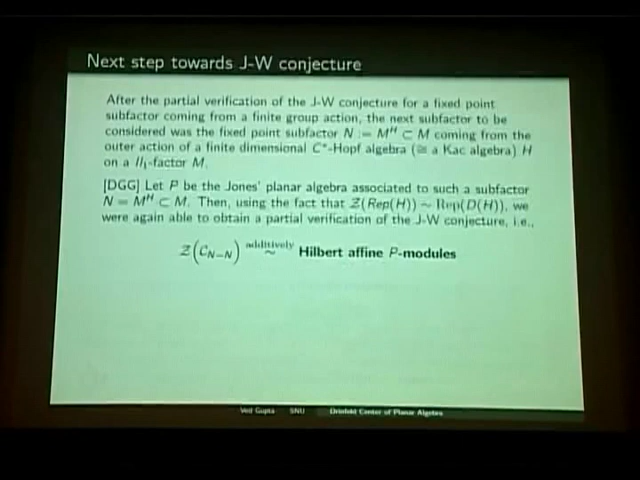 Next step towards J-W conjecture
After the partial verification of the J-W conjecture for a fixed point
subfactor coming from a finite group action, the next subfactor to be
considered was the fixed point subfactor N := M^H ⊂ M coming from the
outer action of a finite dimensional C*-Hopf algebra (≅ a Kac algebra) H
on a II₁-factor M.
[DGG] Let P be the Jones' planar algebra associated to such a subfactor
N = M^H ⊂ M. Then, using the fact that Z(Rep(H)) ~ Rep(D(H)), we
were again able to obtain a partial verification of the J-W conjecture, i.e.,
Z(C_{N-N}) additively ~ Hilbert affine P-modules
Ved Gupta SNU Drinfeld Center of Planar Algebra